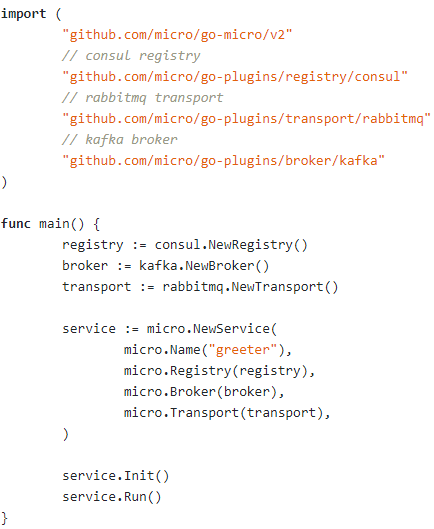 import (
        "github.com/micro/go-micro/v2"
        // consul registry
        "github.com/micro/go-plugins/registry/consul"
        // rabbitmq transport
        "github.com/micro/go-plugins/transport/rabbitmq"
        // kafka broker
        "github.com/micro/go-plugins/broker/kafka"
)

func main() {
        registry := consul.NewRegistry()
        broker := kafka.NewBroker()
        transport := rabbitmq.NewTransport()

        service := micro.NewService(
                micro.Name("greeter"),
                micro.Registry(registry),
                micro.Broker(broker),
                micro.Transport(transport),
        )

        service.Init()
        service.Run()
}